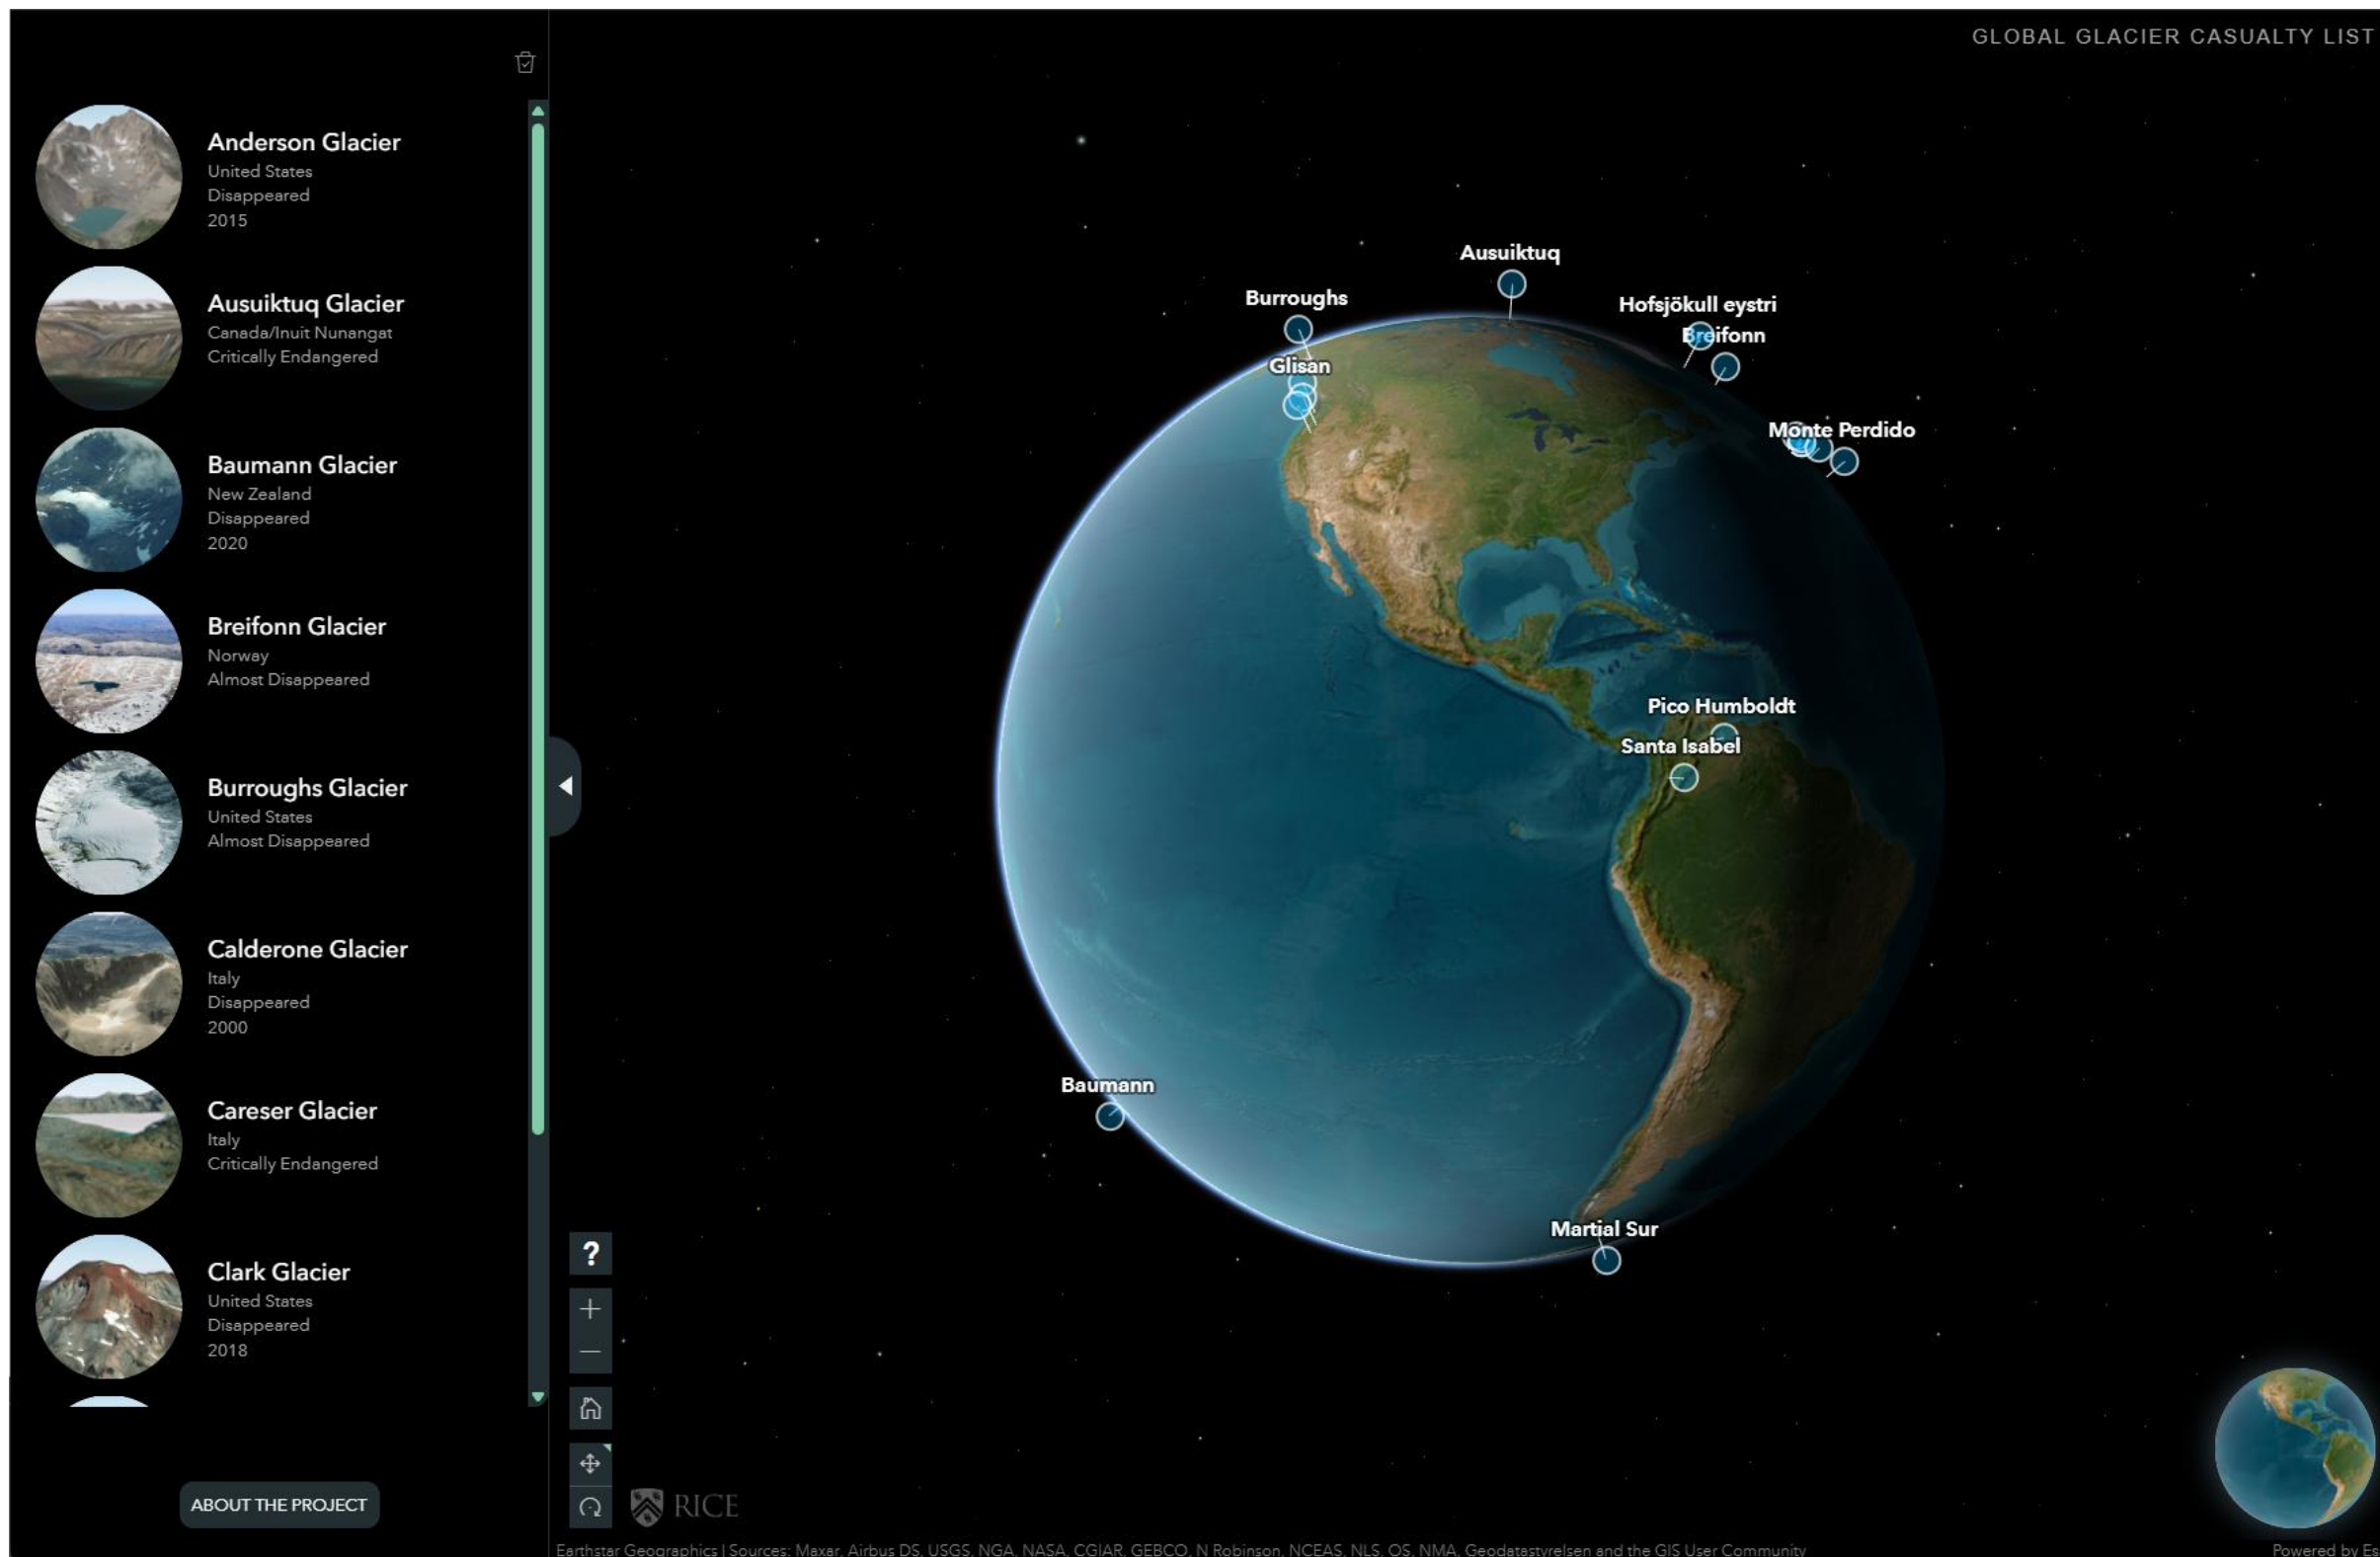 GLOBAL GLACIER CASUALTY LIST
Anderson Glacier
United States
Disappeared
2015
Ausuiktuq Glacier
Canada/Inuit Nunangat
Critically Endangered
Baumann Glacier
New Zealand
Disappeared
2020
Breifonn Glacier
Norway
Almost Disappeared
Burroughs Glacier
United States
Almost Disappeared
Calderone Glacier
Italy
Disappeared
2000
Careser Glacier
Italy
Critically Endangered
Clark Glacier
United States
Disappeared
2018
ABOUT THE PROJECT
Ausuiktuq
Burroughs
Hofsjökull eystri
Breifonn
Glisan
Monte Perdido
Pico Humboldt
Santa Isabel
Baumann
Martial Sur
?
RICE
Earthstar Geographics | Sources: Maxar, Airbus DS, USGS, NGA, NASA, CGIAR, GEBCO, N Robinson, NCEAS, NLS, OS, NMA, Geodatastyrelsen and the GIS User Community
Powered by